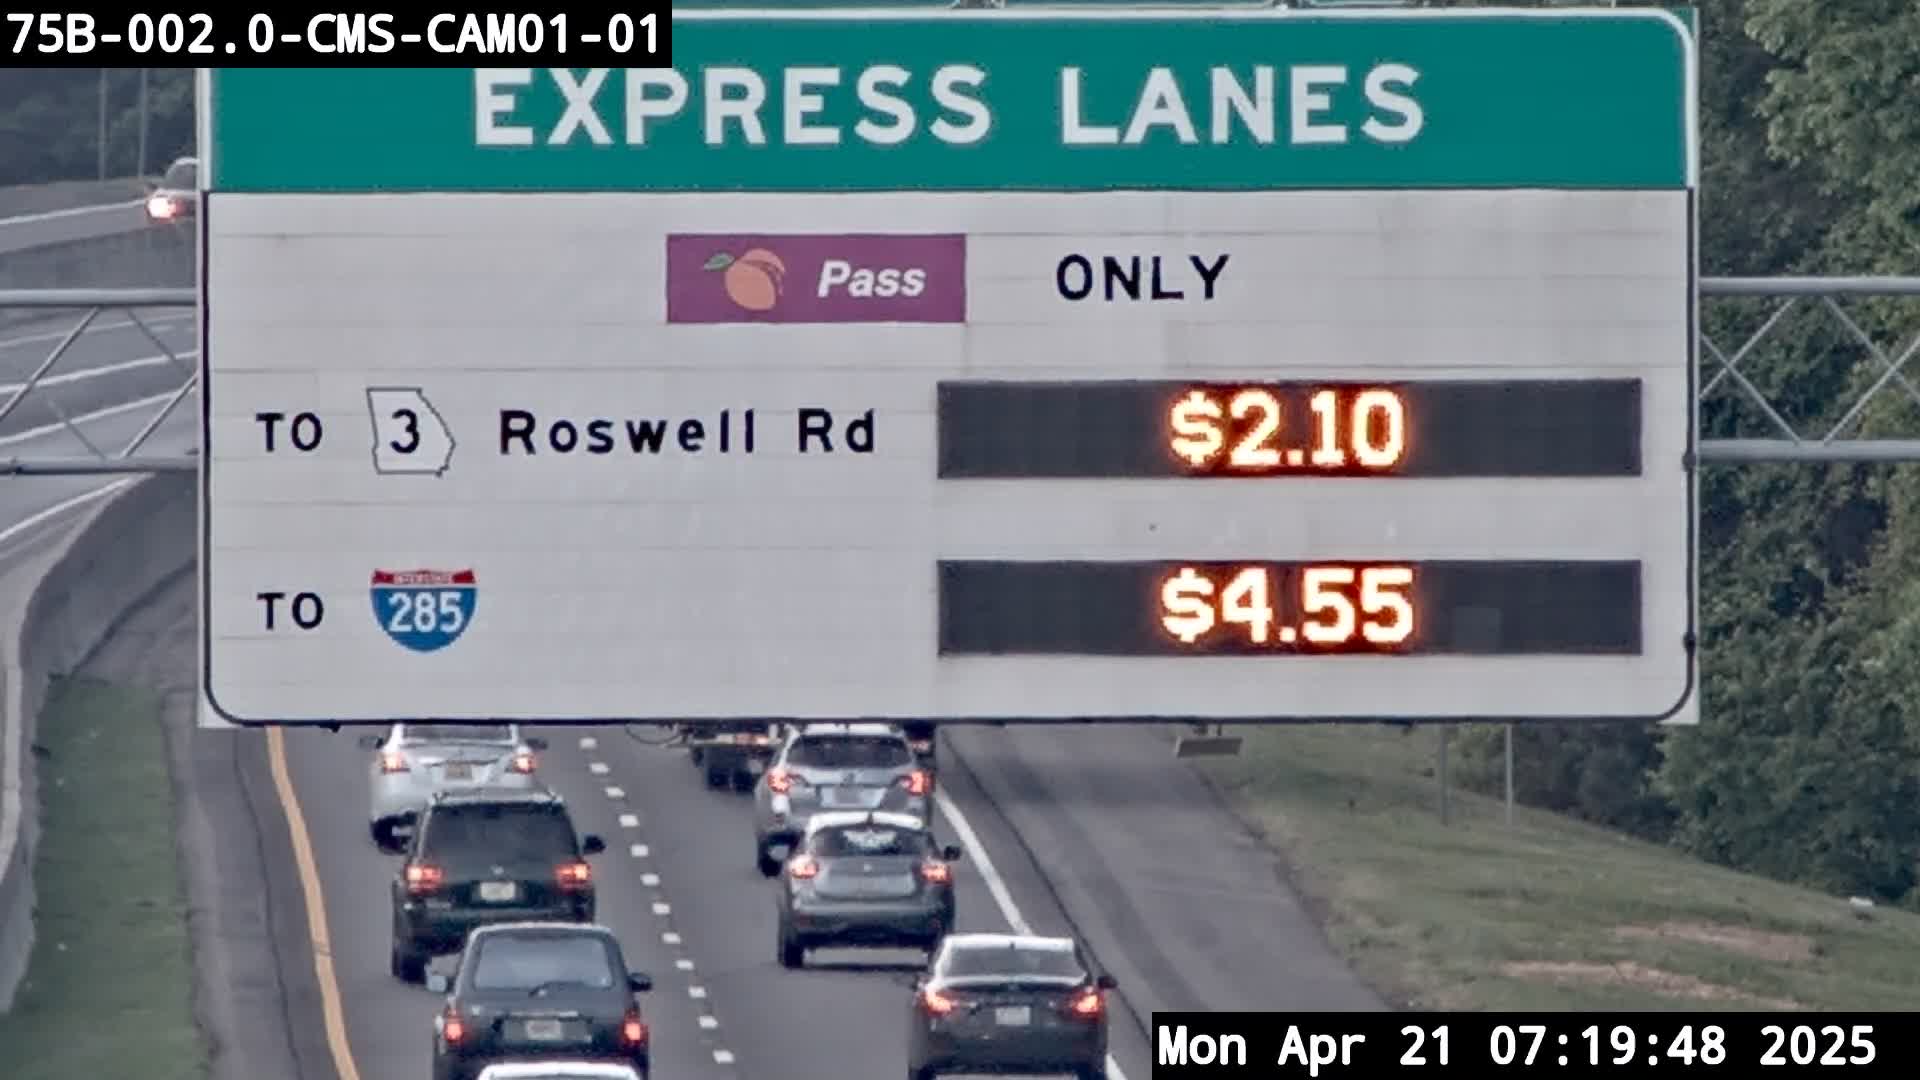 75B-002.0-CMS-CAM01-01
EXPRESS LANES
Pass ONLY
TO 3 Roswell Rd $2.10
TO INTERSTATE 285 $4.55
Mon Apr 21 07:19:48 2025